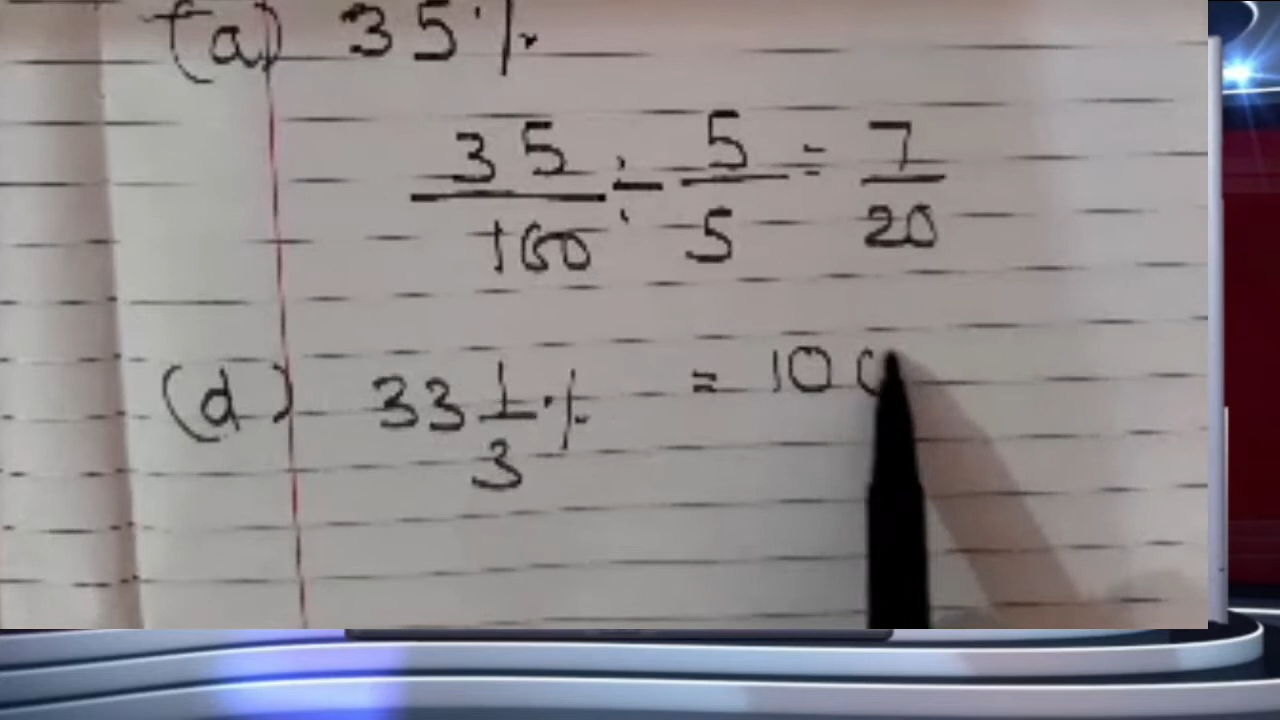 (a) 35%
35/100 ÷ 5/5 = 7/20
(d) 33 1/3 % = 100